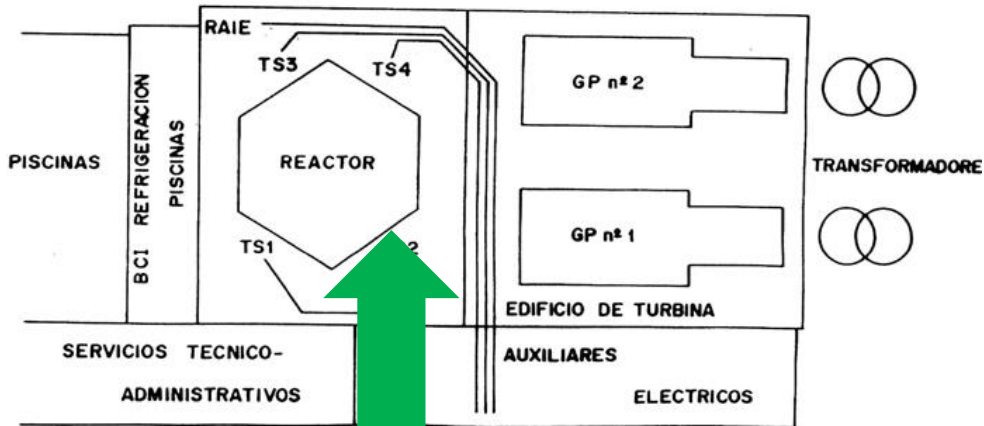 RAIE
TS3
TS4
GP nº 2
PISCINAS
BCI REFRIGERACION
PISCINAS
REACTOR
TRANSFORMADORE
TS1
2
GP nº 1
EDIFICIO DE TURBINA
SERVICIOS TECNICO-
ADMINISTRATIVOS
AUXILIARES
ELECTRICOS